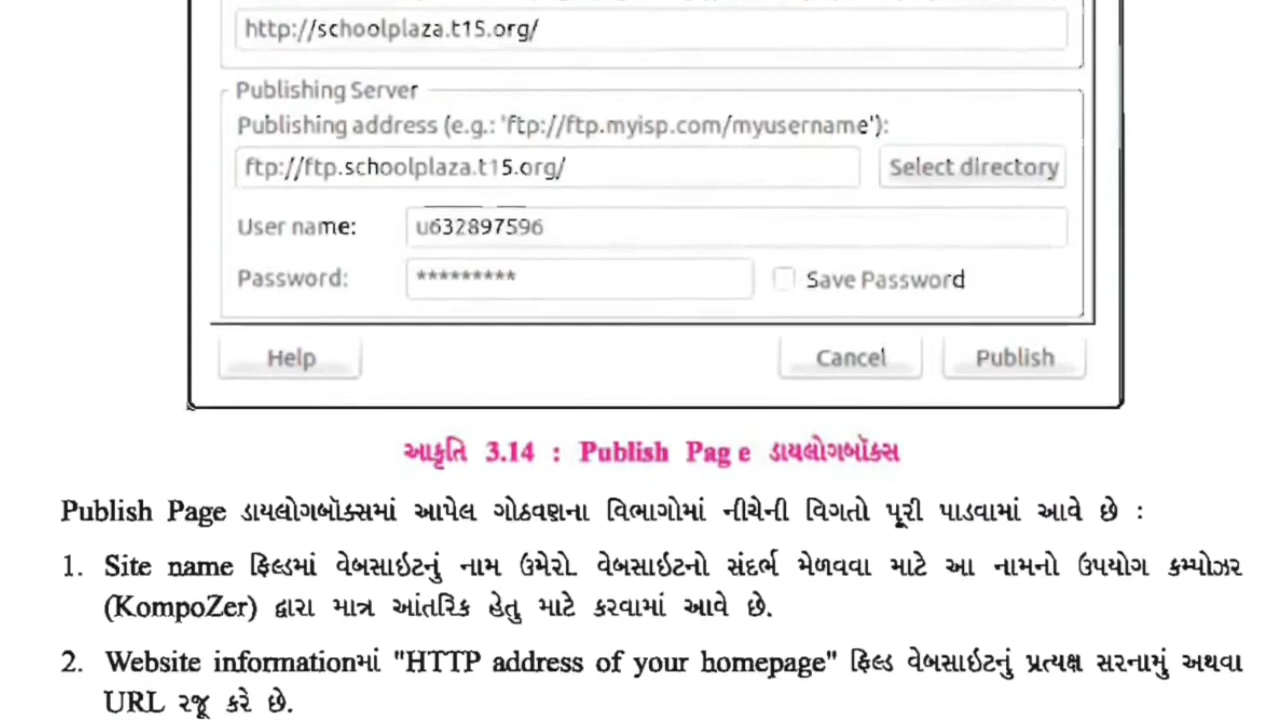 http://schoolplaza.t15.org/
Publishing Server
Publishing address (e.g.: 'ftp://ftp.myisp.com/myusername'):
ftp://ftp.schoolplaza.t15.org/ Select directory
User name: u632897596
Password: ********* Save Password
Help Cancel Publish
આકૃતિ 3.14 : Publish Page ડાયલોગબૉક્સ
Publish Page ડાયલોગબૉક્સમાં આપેલ ગોઠવણના વિભાગોમાં નીચેની વિગતો પૂરી પાડવામાં આવે છે :
1. Site name ફિલ્ડમાં વેબસાઇટનું નામ ઉમેરો. વેબસાઇટનો સંદર્ભ મેળવવા માટે આ નામનો ઉપયોગ કમ્પોઝર
(KompoZer) દ્વારા માત્ર આંતરિક હેતુ માટે કરવામાં આવે છે.
2. Website informationમાં "HTTP address of your homepage" ફિલ્ડ વેબસાઇટનું પ્રત્યક્ષ સરનામું અથવા
URL રજૂ કરે છે.